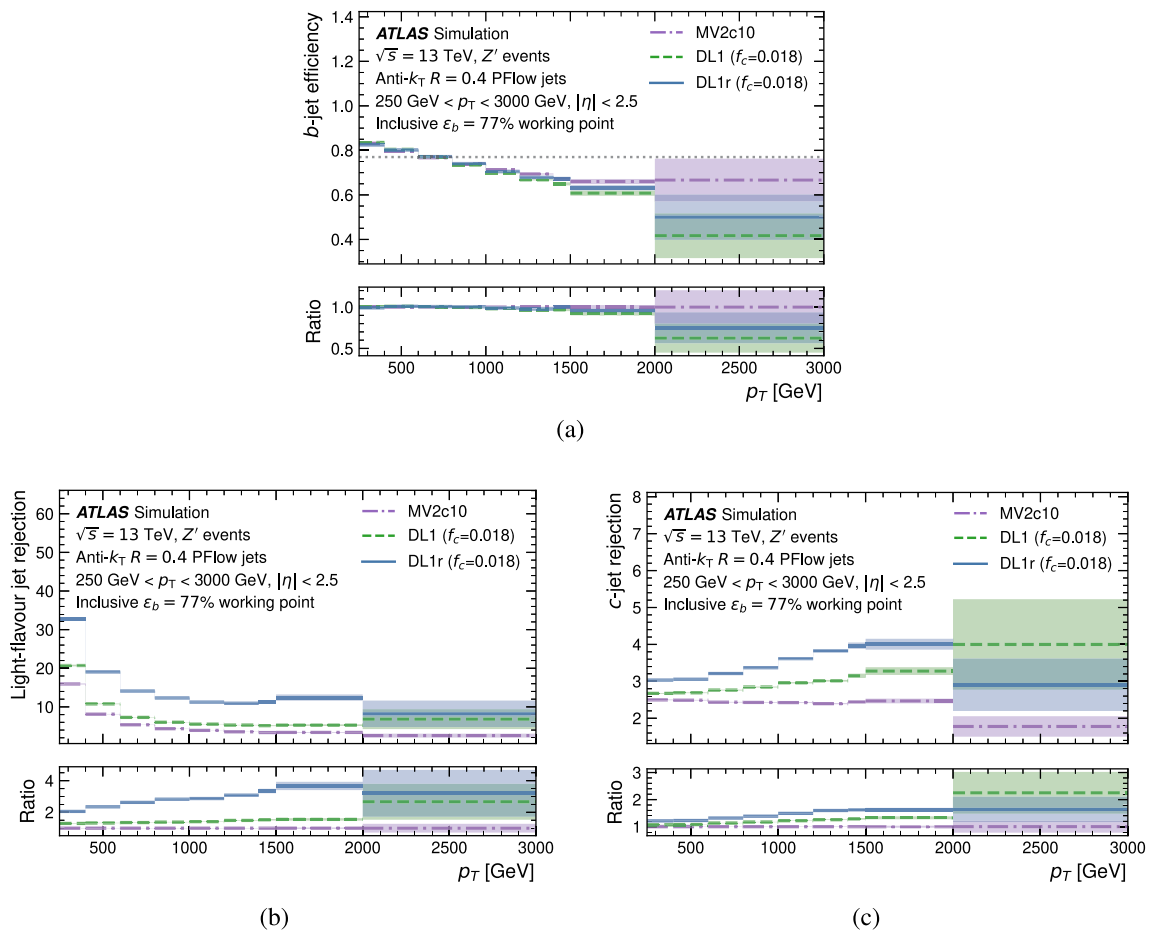 ATLAS Simulation
√s = 13 TeV, Z′ events
Anti-kT R = 0.4 PFlow jets
250 GeV < pT < 3000 GeV, |η| < 2.5
Inclusive εb = 77% working point
MV2c10
DL1 (fc=0.018)
DL1r (fc=0.018)
b-jet efficiency
1.4
1.2
1.0
0.8
0.6
0.4
Ratio
1.0
0.5
500 1000 1500 2000 2500 3000
pT [GeV]
(a)
ATLAS Simulation
√s = 13 TeV, Z′ events
Anti-kT R = 0.4 PFlow jets
250 GeV < pT < 3000 GeV, |η| < 2.5
Inclusive εb = 77% working point
MV2c10
DL1 (fc=0.018)
DL1r (fc=0.018)
Light-flavour jet rejection
60
50
40
30
20
10
Ratio
4
2
500 1000 1500 2000 2500 3000
pT [GeV]
(b)
ATLAS Simulation
√s = 13 TeV, Z′ events
Anti-kT R = 0.4 PFlow jets
250 GeV < pT < 3000 GeV, |η| < 2.5
Inclusive εb = 77% working point
MV2c10
DL1 (fc=0.018)
DL1r (fc=0.018)
c-jet rejection
8
7
6
5
4
3
2
Ratio
3
2
1
500 1000 1500 2000 2500 3000
pT [GeV]
(c)